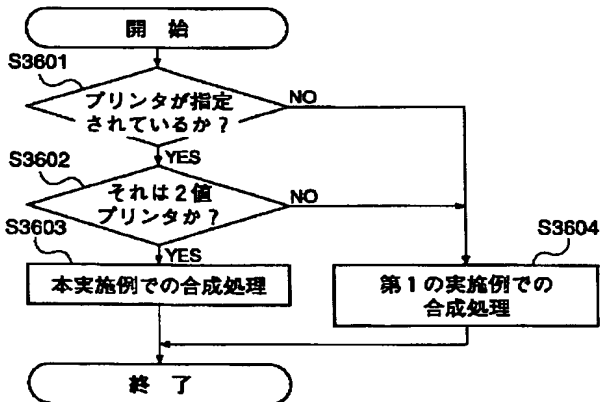 開 始
S3601
プリンタが指定
されているか？
NO
YES
S3602
それは２値
プリンタか？
NO
YES
S3603
本実施例での合成処理
S3604
第１の実施例での
合成処理
終 了